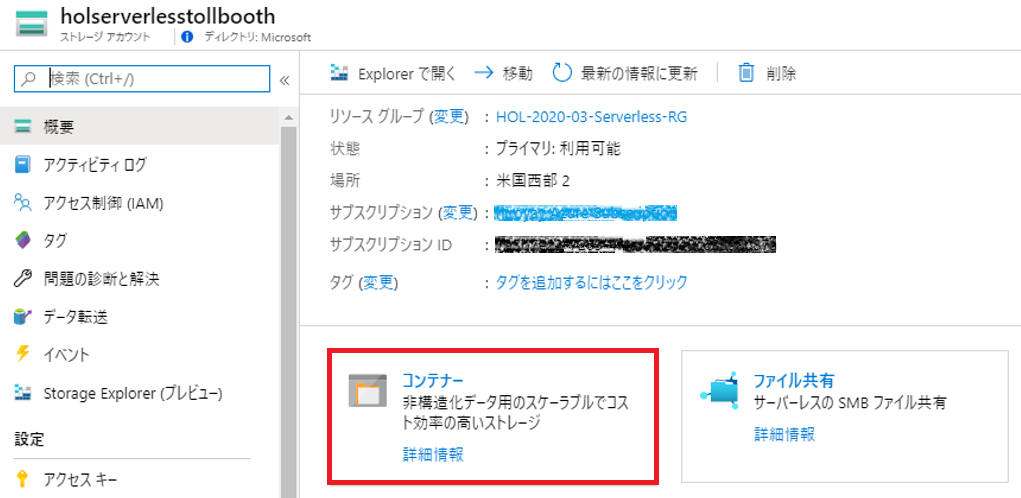 holserverlesstollbooth
ストレージ アカウント
ディレクトリ: Microsoft
検索 (Ctrl+/)
«
Explorer で開く
移動
最新の情報に更新
削除
概要
アクティビティ ログ
アクセス制御 (IAM)
タグ
問題の診断と解決
データ転送
イベント
Storage Explorer (プレビュー)
設定
アクセス キー
リソース グループ (変更) : HOL-2020-03-Serverless-RG
状態 : プライマリ: 利用可能
場所 : 米国西部 2
サブスクリプション (変更) :
サブスクリプション ID :
タグ (変更) : タグを追加するにはここをクリック
コンテナー
非構造化データ用のスケーラブルでコス
ト効率の高いストレージ
詳細情報
ファイル共有
サーバーレスの SMB ファイル共有
詳細情報